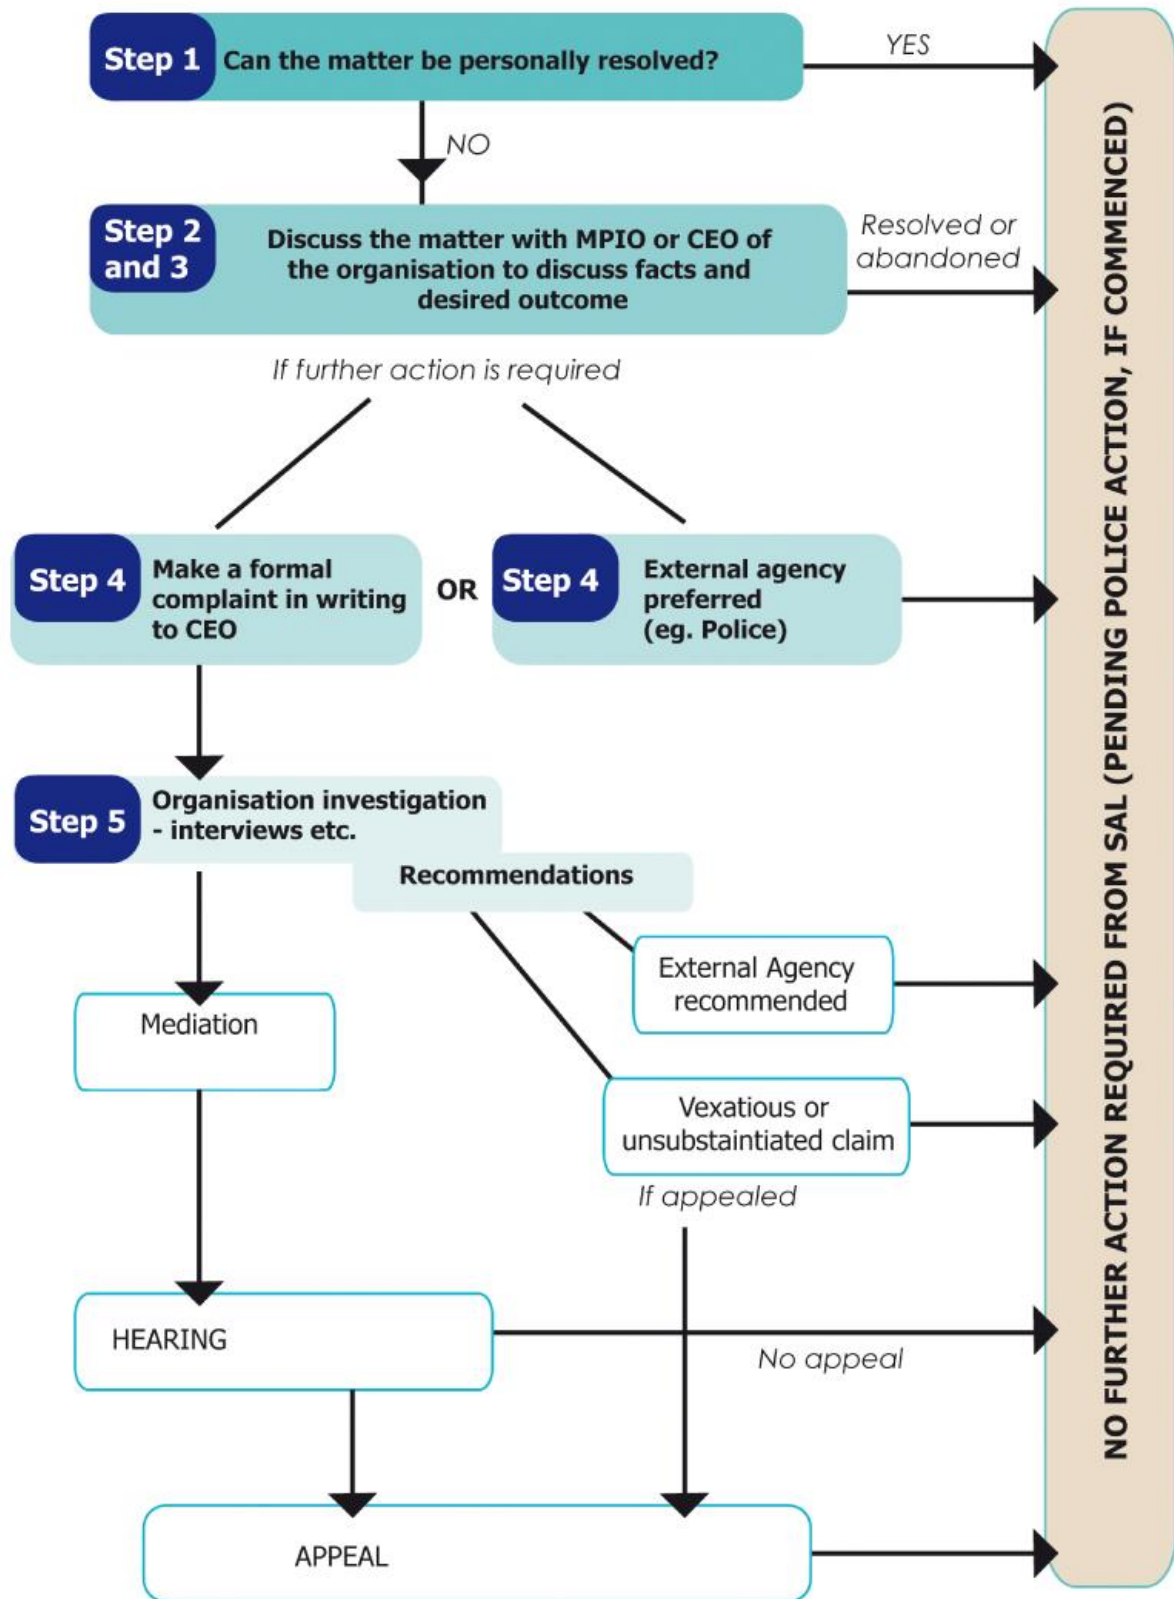 Step 1
Can the matter be personally resolved?
YES
NO
Step 2
and 3
Discuss the matter with MPIO or CEO of
the organisation to discuss facts and
desired outcome
Resolved or
abandoned
If further action is required
Step 4
Make a formal
complaint in writing
to CEO
OR
Step 4
External agency
preferred
(eg. Police)
Step 5
Organisation investigation
- interviews etc.
Recommendations
External Agency
recommended
Mediation
Vexatious or
unsubstaintiated claim
If appealed
HEARING
No appeal
APPEAL
NO FURTHER ACTION REQUIRED FROM SAL (PENDING POLICE ACTION, IF COMMENCED)